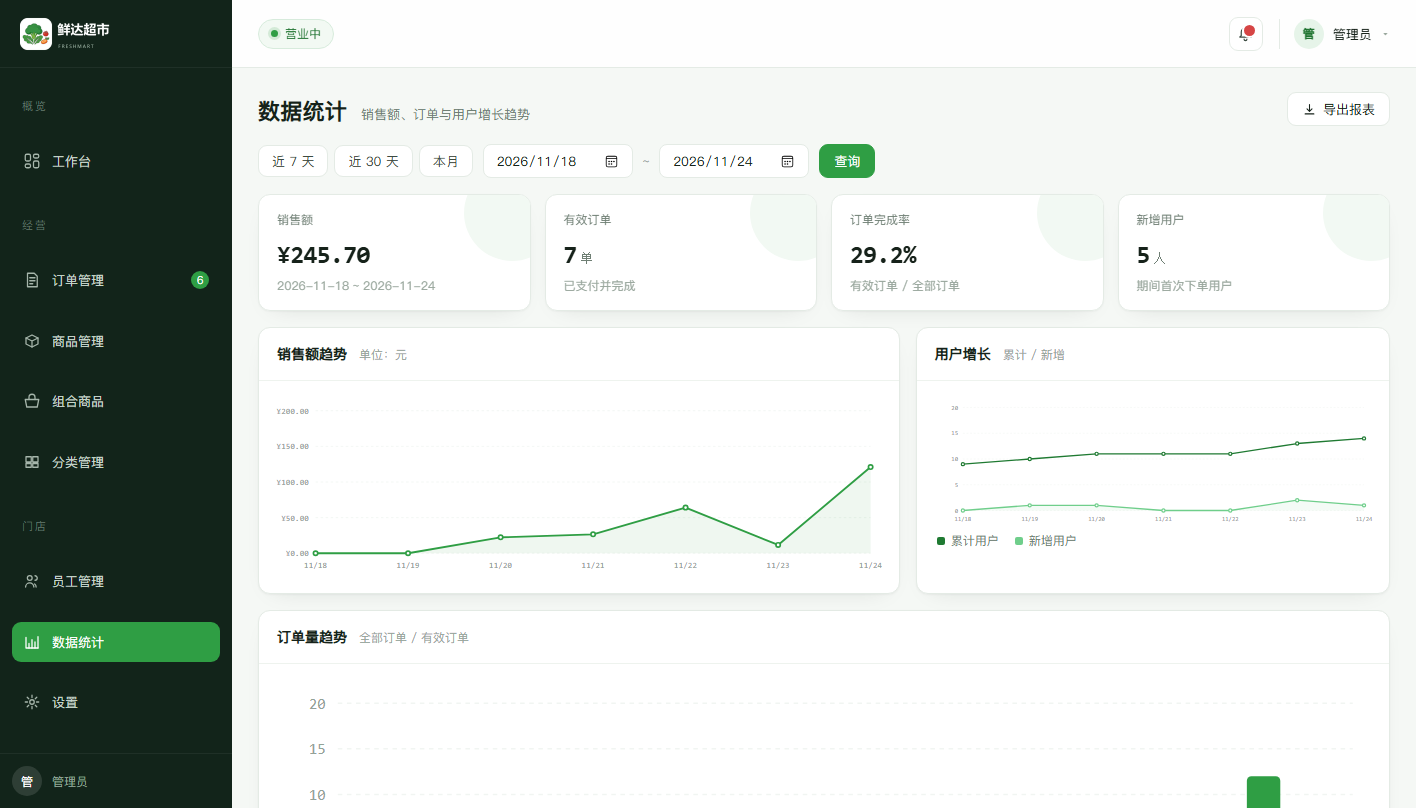 鲜达超市
FRESHMART
概览
工作台
经营
订单管理 6
商品管理
组合商品
分类管理
门店
员工管理
数据统计
设置
管 管理员
营业中
管 管理员
数据统计 销售额、订单与用户增长趋势
导出报表
近 7 天 近 30 天 本月 2026/11/18 ~ 2026/11/24 查询
销售额
¥245.70
2026-11-18 ~ 2026-11-24
有效订单
7 单
已支付并完成
订单完成率
29.2%
有效订单 / 全部订单
新增用户
5 人
期间首次下单用户
销售额趋势 单位：元
¥200.00
¥150.00
¥100.00
¥50.00
¥0.00
11/18 11/19 11/20 11/21 11/22 11/23 11/24
用户增长 累计 / 新增
20
15
10
5
0
11/18 11/19 11/20 11/21 11/22 11/23 11/24
累计用户 新增用户
订单量趋势 全部订单 / 有效订单
20
15
10